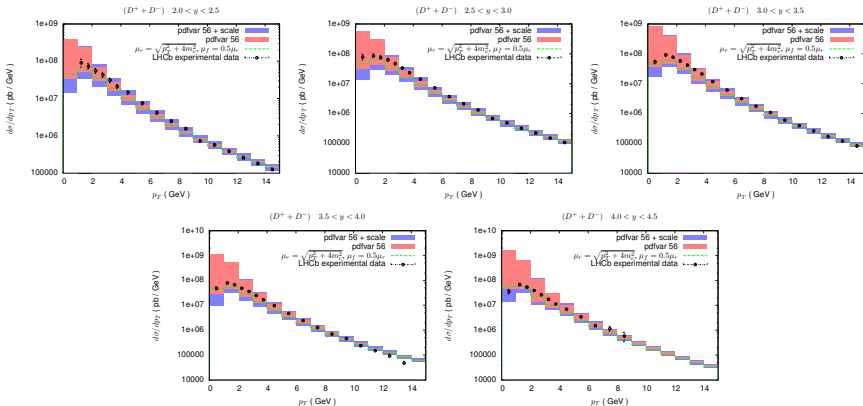 (D⁺ + D⁻) 2.0 < y < 2.5
1e+09
1e+08
1e+07
1e+06
100000
dσ/dp_T ( pb / GeV )
pdfvar 56 + scale
pdfvar 56
μ_r = √(p_T² + 4m_c²), μ_f = 0.5μ_r
LHCb experimental data
0 2 4 6 8 10 12 14
p_T ( GeV )
(D⁺ + D⁻) 2.5 < y < 3.0
1e+09
1e+08
1e+07
1e+06
100000
dσ/dp_T ( pb / GeV )
pdfvar 56 + scale
pdfvar 56
μ_r = √(p_T² + 4m_c²), μ_f = 0.5μ_r
LHCb experimental data
0 2 4 6 8 10 12 14
p_T ( GeV )
(D⁺ + D⁻) 3.0 < y < 3.5
1e+09
1e+08
1e+07
1e+06
100000
dσ/dp_T ( pb / GeV )
pdfvar 56 + scale
pdfvar 56
μ_r = √(p_T² + 4m_c²), μ_f = 0.5μ_r
LHCb experimental data
0 2 4 6 8 10 12 14
p_T ( GeV )
(D⁺ + D⁻) 3.5 < y < 4.0
1e+10
1e+09
1e+08
1e+07
1e+06
100000
10000
dσ/dp_T ( pb / GeV )
pdfvar 56 + scale
pdfvar 56
μ_r = √(p_T² + 4m_c²), μ_f = 0.5μ_r
LHCb experimental data
0 2 4 6 8 10 12 14
p_T ( GeV )
(D⁺ + D⁻) 4.0 < y < 4.5
1e+10
1e+09
1e+08
1e+07
1e+06
100000
10000
dσ/dp_T ( pb / GeV )
pdfvar 56 + scale
pdfvar 56
μ_r = √(p_T² + 4m_c²), μ_f = 0.5μ_r
LHCb experimental data
0 2 4 6 8 10 12 14
p_T ( GeV )